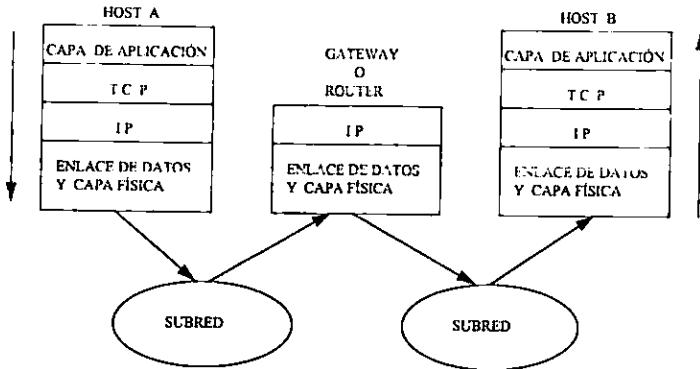 HOST A
CAPA DE APLICACIÓN
T C P
I P
ENLACE DE DATOS
Y CAPA FÍSICA
GATEWAY
O
ROUTER
I P
ENLACE DE DATOS
Y CAPA FÍSICA
HOST B
CAPA DE APLICACIÓN
T C P
I P
ENLACE DE DATOS
Y CAPA FÍSICA
SUBRED
SUBRED